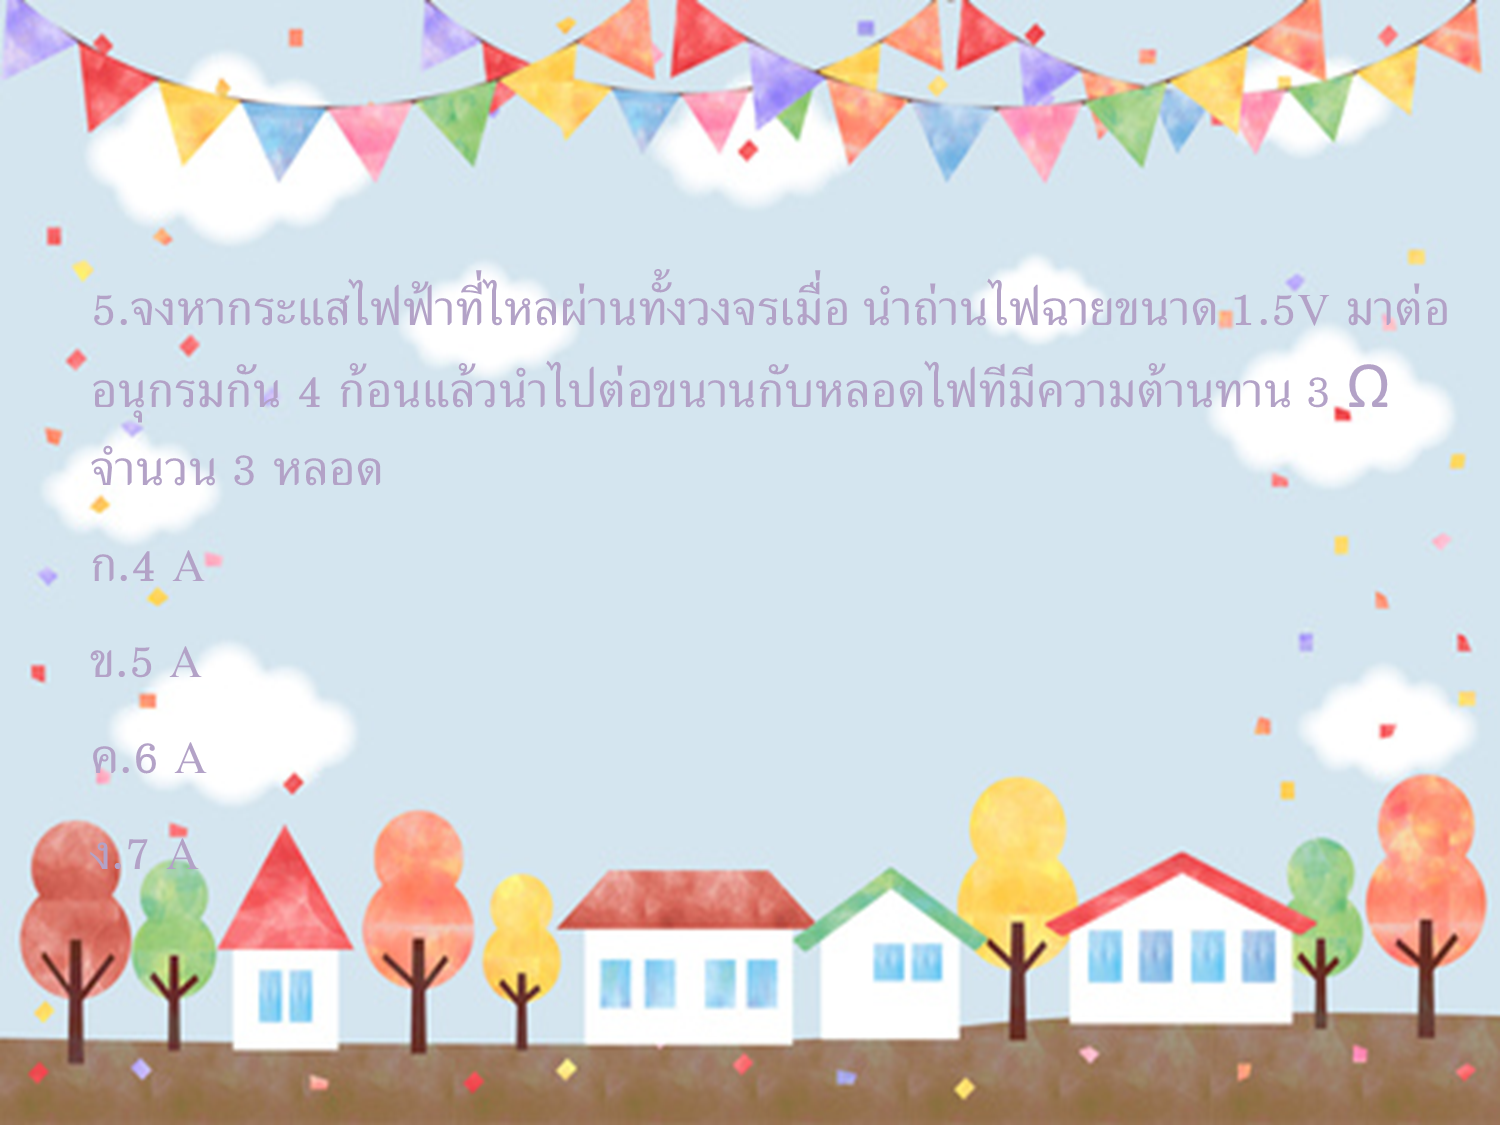 5.จงหากระแสไฟฟ้าที่ไหลผ่านทั้งวงจรเมื่อ นำถ่านไฟฉายขนาด 1.5V มาต่อ
อนุกรมกัน 4 ก้อนแล้วนำไปต่อขนานกับหลอดไฟทีมีความต้านทาน 3 Ω
จำนวน 3 หลอด
ก.4 A
ข.5 A
ค.6 A
ง.7 A